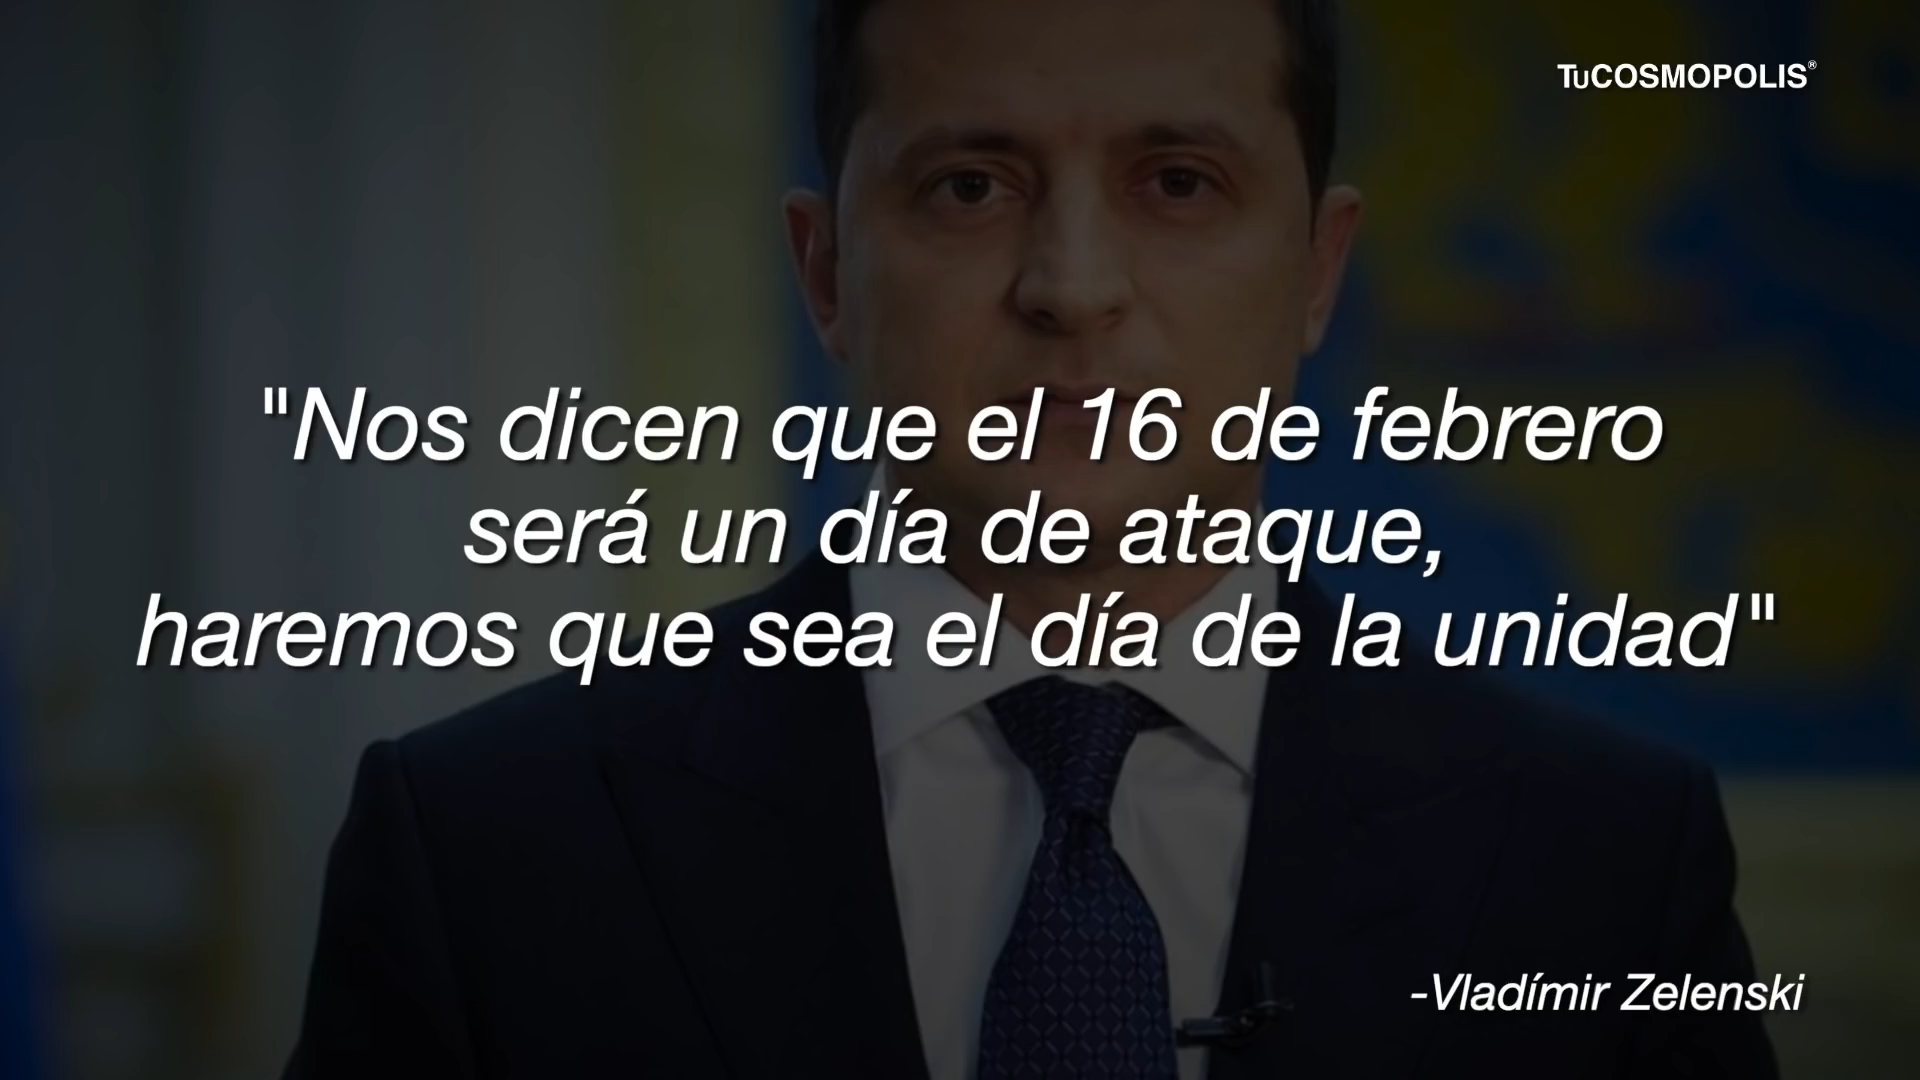 TuCOSMOPOLIS®
"Nos dicen que el 16 de febrero
será un día de ataque,
haremos que sea el día de la unidad"
-Vladímir Zelenski